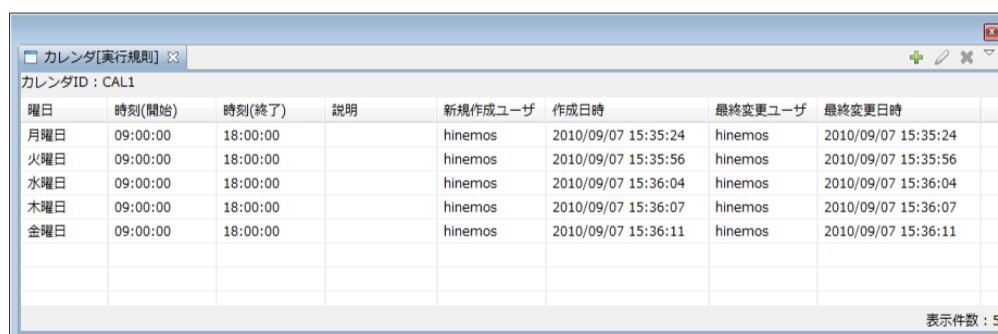 カレンダ[実行規則]
カレンダID : CAL1
曜日 時刻(開始) 時刻(終了) 説明 新規作成ユーザ 作成日時 最終変更ユーザ 最終変更日時
月曜日 09:00:00 18:00:00 hinemos 2010/09/07 15:35:24 hinemos 2010/09/07 15:35:24
火曜日 09:00:00 18:00:00 hinemos 2010/09/07 15:35:56 hinemos 2010/09/07 15:35:56
水曜日 09:00:00 18:00:00 hinemos 2010/09/07 15:36:04 hinemos 2010/09/07 15:36:04
木曜日 09:00:00 18:00:00 hinemos 2010/09/07 15:36:07 hinemos 2010/09/07 15:36:07
金曜日 09:00:00 18:00:00 hinemos 2010/09/07 15:36:11 hinemos 2010/09/07 15:36:11
表示件数 : 5